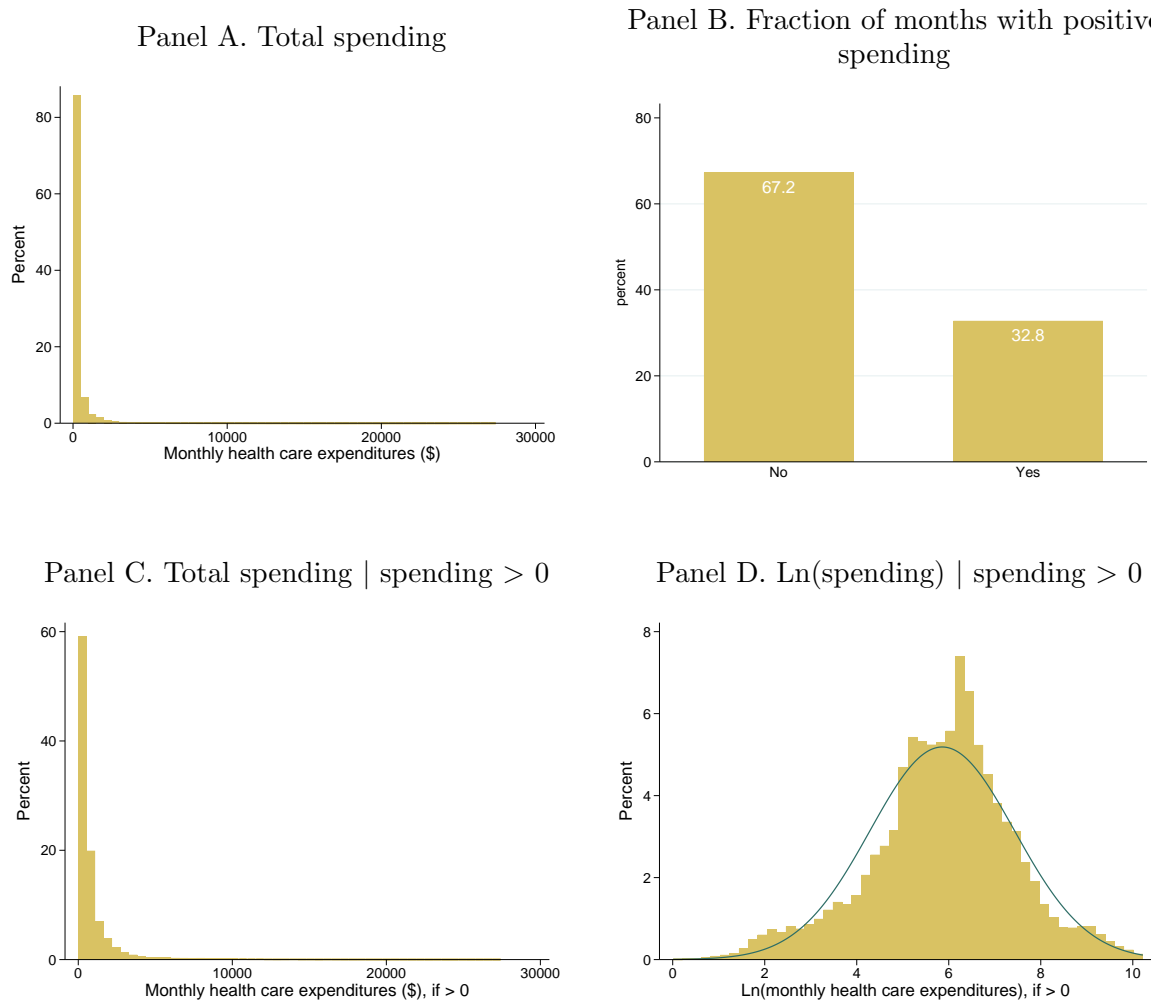 Panel A. Total spending
80
60
40
20
0
Percent
0 10000 20000 30000
Monthly health care expenditures ($)
Panel B. Fraction of months with positive
spending
80
60
40
20
0
percent
67.2
32.8
No Yes
Panel C. Total spending | spending > 0
60
40
20
0
Percent
0 10000 20000 30000
Monthly health care expenditures ($), if > 0
Panel D. Ln(spending) | spending > 0
8
6
4
2
0
Percent
0 2 4 6 8 10
Ln(monthly health care expenditures), if > 0